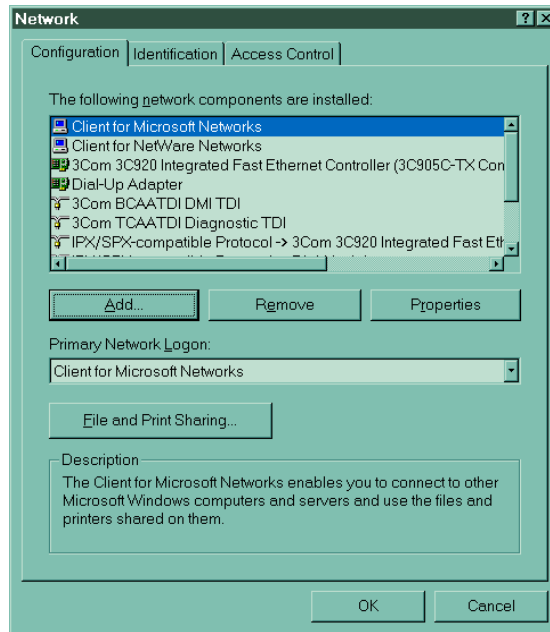 Network
Configuration Identification Access Control
The following network components are installed:
Client for Microsoft Networks
Client for NetWare Networks
3Com 3C920 Integrated Fast Ethernet Controller (3C905C-TX Con
Dial-Up Adapter
3Com BCAATDI DMI TDI
3Com TCAATDI Diagnostic TDI
IPX/SPX-compatible Protocol -> 3Com 3C920 Integrated Fast Eth
Add... Remove Properties
Primary Network Logon:
Client for Microsoft Networks
File and Print Sharing...
Description
The Client for Microsoft Networks enables you to connect to other
Microsoft Windows computers and servers and use the files and
printers shared on them.
OK Cancel